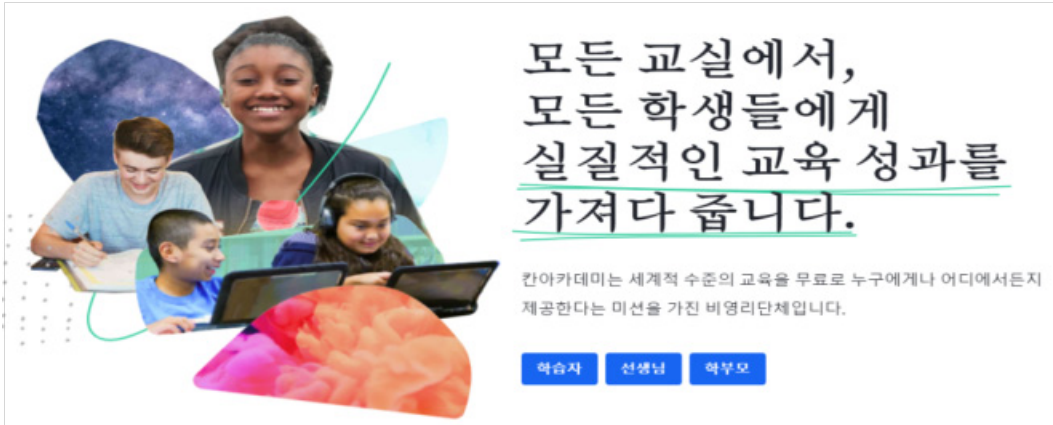 모든 교실에서,
모든 학생들에게
실질적인 교육 성과를
가져다 줍니다.
칸아카데미는 세계적 수준의 교육을 무료로 누구에게나 어디에서든지
제공한다는 미션을 가진 비영리단체입니다.
학습자 선생님 학부모